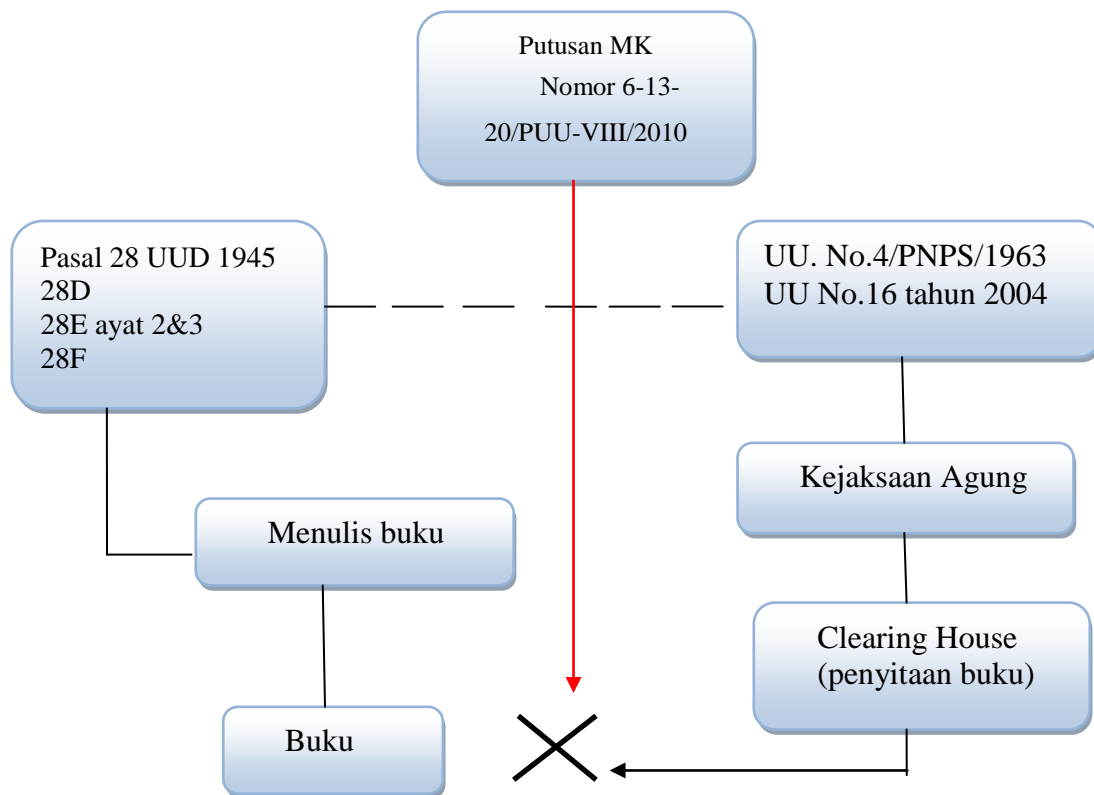 Putusan MK
Nomor 6-13-
20/PUU-VIII/2010
Pasal 28 UUD 1945
28D
28E ayat 2&3
28F
UU. No.4/PNPS/1963
UU No.16 tahun 2004
Menulis buku
Kejaksaan Agung
Buku
Clearing House
(penyitaan buku)